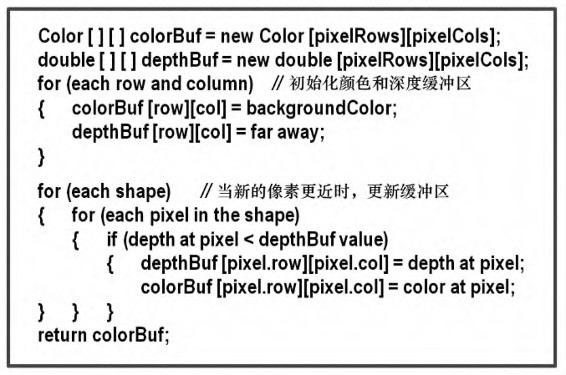 Color [ ] [ ] colorBuf = new Color [pixelRows][pixelCols];
double [ ] [ ] depthBuf = new double [pixelRows][pixelCols];
for (each row and column) // 初始化颜色和深度缓冲区
{ colorBuf [row][col] = backgroundColor;
depthBuf [row][col] = far away;
}
for (each shape) // 当新的像素更近时，更新缓冲区
{ for (each pixel in the shape)
{ if (depth at pixel < depthBuf value)
{ depthBuf [pixel.row][pixel.col] = depth at pixel;
colorBuf [pixel.row][pixel.col] = color at pixel;
} } }
return colorBuf;